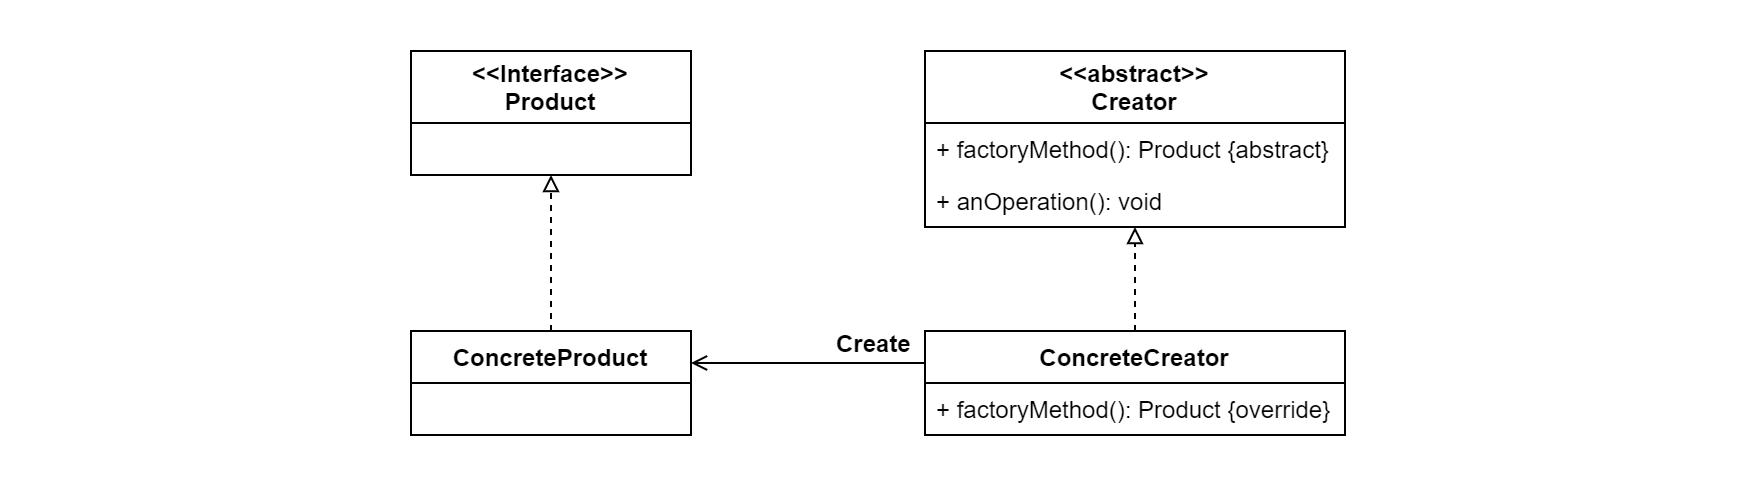 <<Interface>>
Product
<<abstract>>
Creator
+ factoryMethod(): Product {abstract}
+ anOperation(): void
ConcreteProduct
Create
ConcreteCreator
+ factoryMethod(): Product {override}